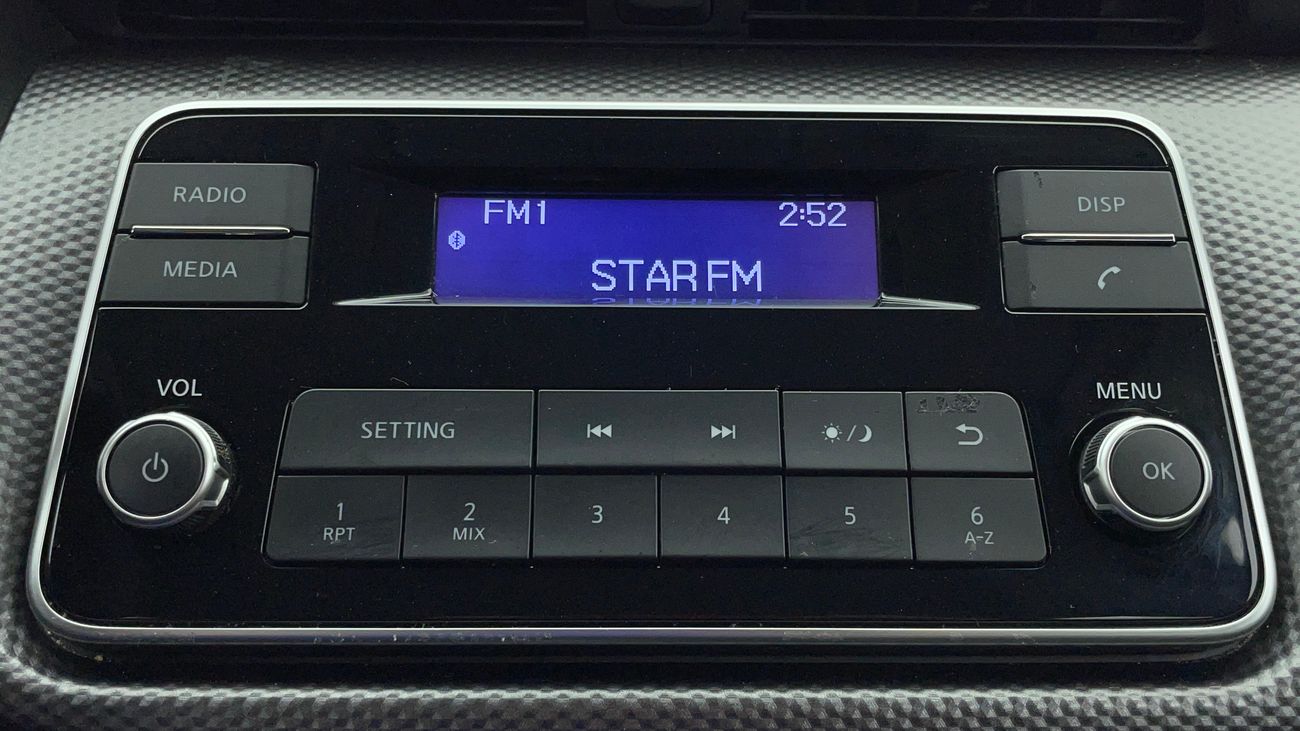 RADIO
MEDIA
FM1 2:52
STAR FM
DISP
VOL
MENU
SETTING
OK
1 2 3 4 5 6
RPT MIX A-Z